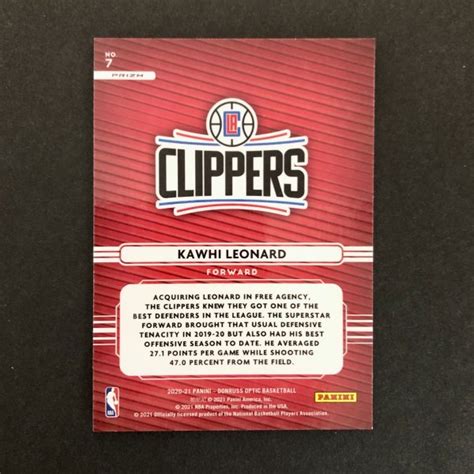 NO.
7
PRIZM
LA
CLIPPERS
KAWHI LEONARD
FORWARD
ACQUIRING LEONARD IN FREE AGENCY,
THE CLIPPERS KNEW THEY GOT ONE OF THE
BEST DEFENDERS IN THE LEAGUE. THE SUPERSTAR
FORWARD BROUGHT THAT USUAL DEFENSIVE
TENACITY IN 2019-20 BUT ALSO HAD HIS BEST
OFFENSIVE SEASON TO DATE. HE AVERAGED
27.1 POINTS PER GAME WHILE SHOOTING
47.0 PERCENT FROM THE FIELD.
2020-21 PANINI - DONRUSS OPTIC BASKETBALL
© 2021 Panini America, Inc.
© 2021 NBA Properties, Inc. Produced in the USA.
© 2021 Officially licensed product of the National Basketball Players Association.
NBA
PANINI